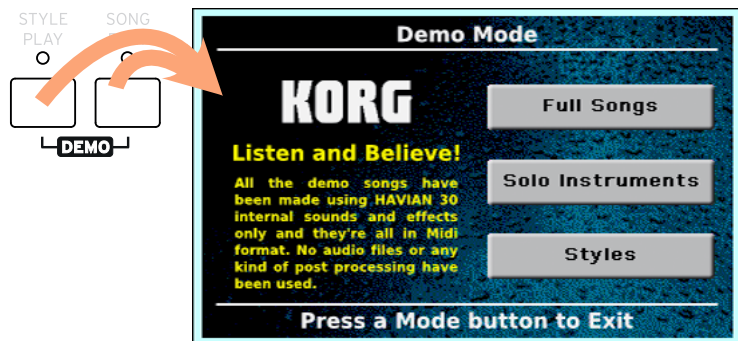 STYLE
PLAY
SONG
DEMO
Demo Mode
KORG
Listen and Believe!
All the demo songs have
been made using HAVIAN 30
internal sounds and effects
only and they're all in Midi
format. No audio files or any
kind of post processing have
been used.
Full Songs
Solo Instruments
Styles
Press a Mode button to Exit